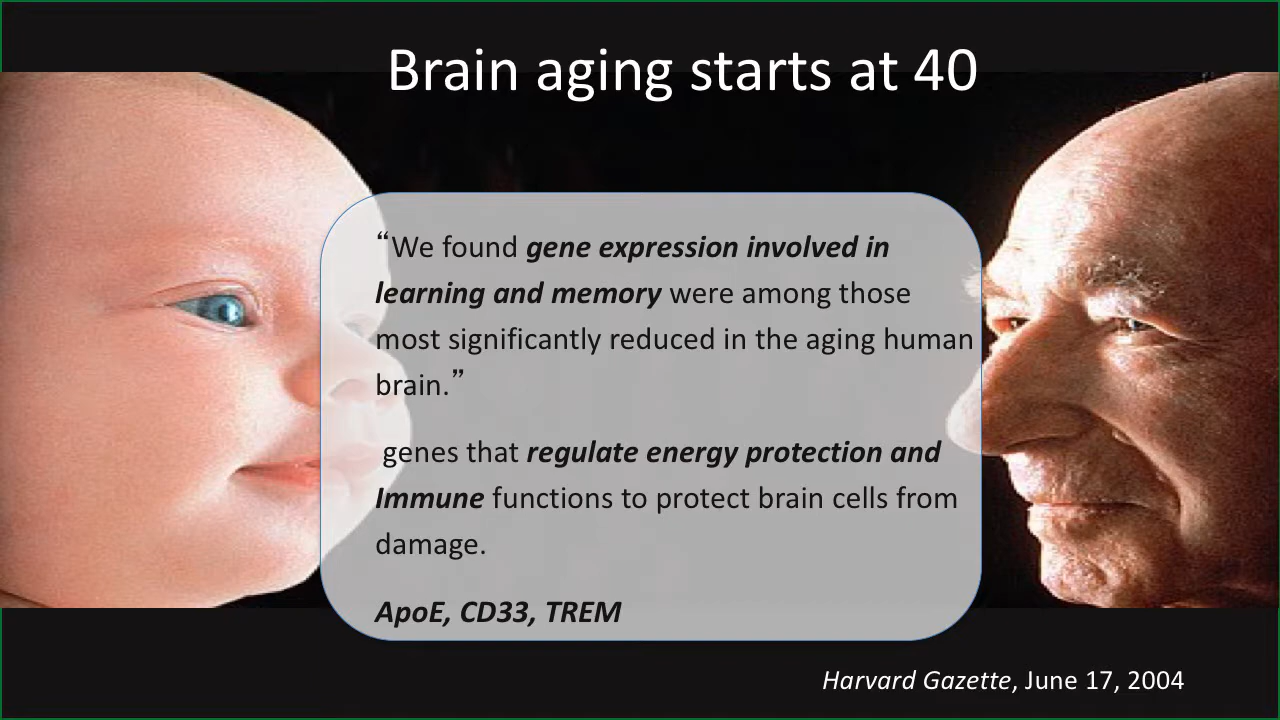 Brain aging starts at 40
“We found gene expression involved in
learning and memory were among those
most significantly reduced in the aging human
brain.”
genes that regulate energy protection and
Immune functions to protect brain cells from
damage.
ApoE, CD33, TREM
Harvard Gazette, June 17, 2004